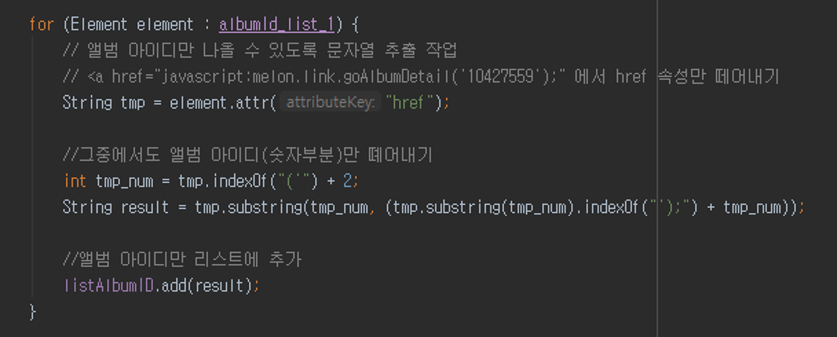 for (Element element : albumId_list_1) {
// 앨범 아이디만 나올 수 있도록 문자열 추출 작업
// <a href="javascript:melon.link.goAlbumDetail('10427559');" 에서 href 속성만 떼어내기
String tmp = element.attr( attributeKey: "href");
//그중에서도 앨범 아이디(숫자부분)만 떼어내기
int tmp_num = tmp.indexOf("('") + 2;
String result = tmp.substring(tmp_num, (tmp.substring(tmp_num).indexOf("');") + tmp_num));
//앨범 아이디만 리스트에 추가
listAlbumID.add(result);
}